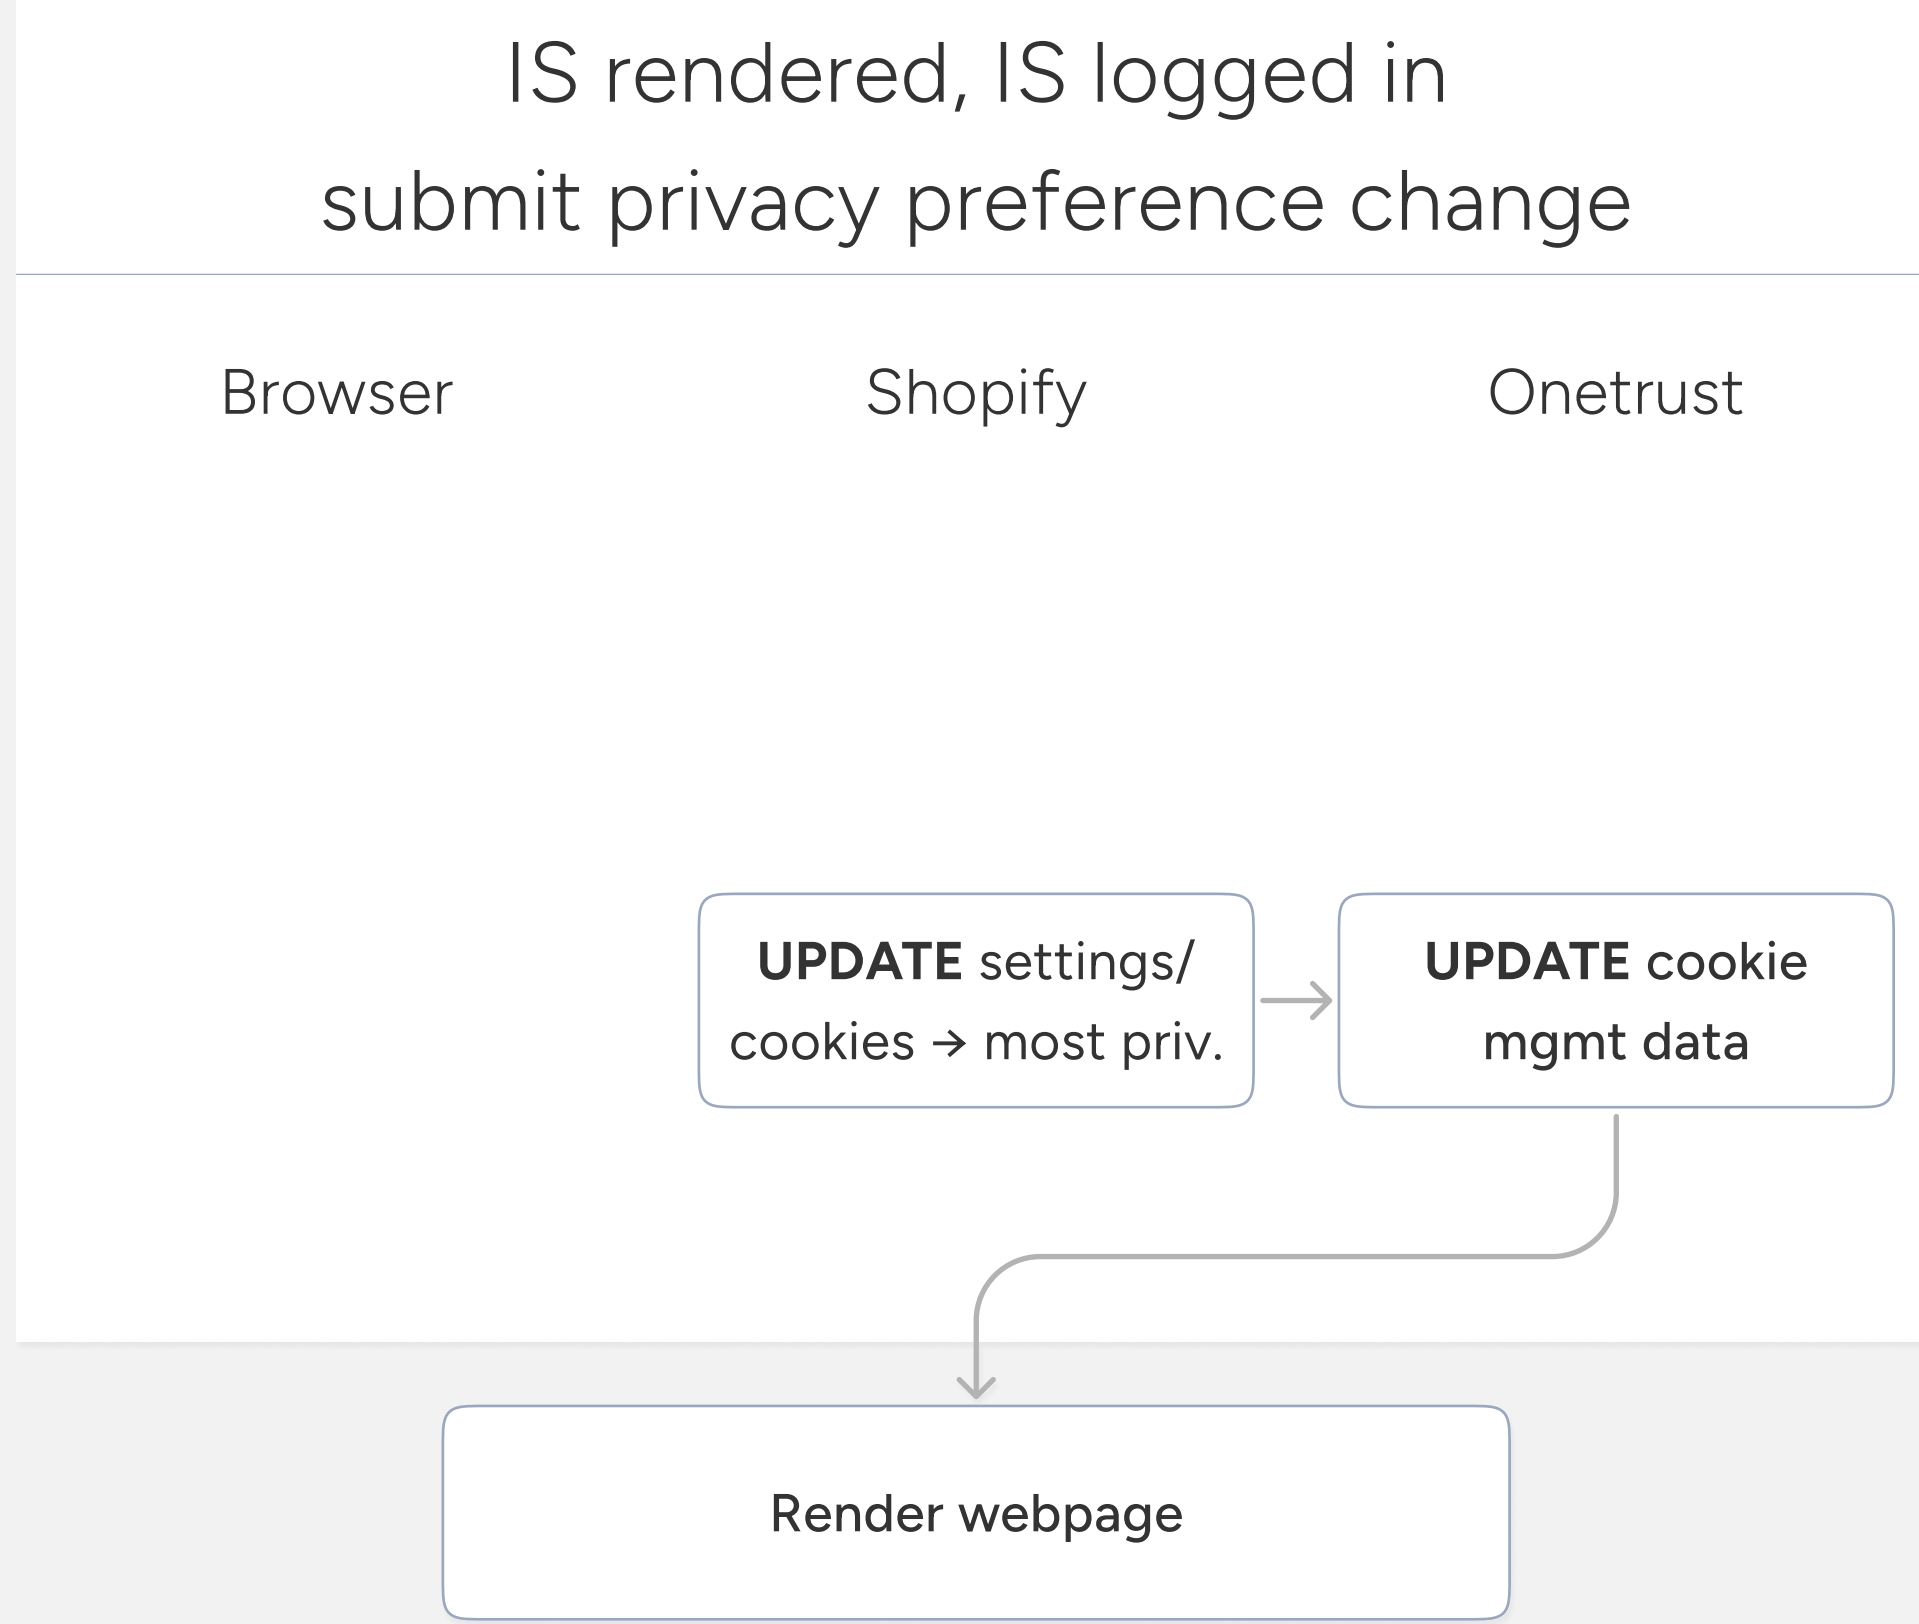 IS rendered, IS logged in
submit privacy preference change
Browser
Shopify
Onetrust
UPDATE settings/
cookies → most priv.
UPDATE cookie
mgmt data
Render webpage